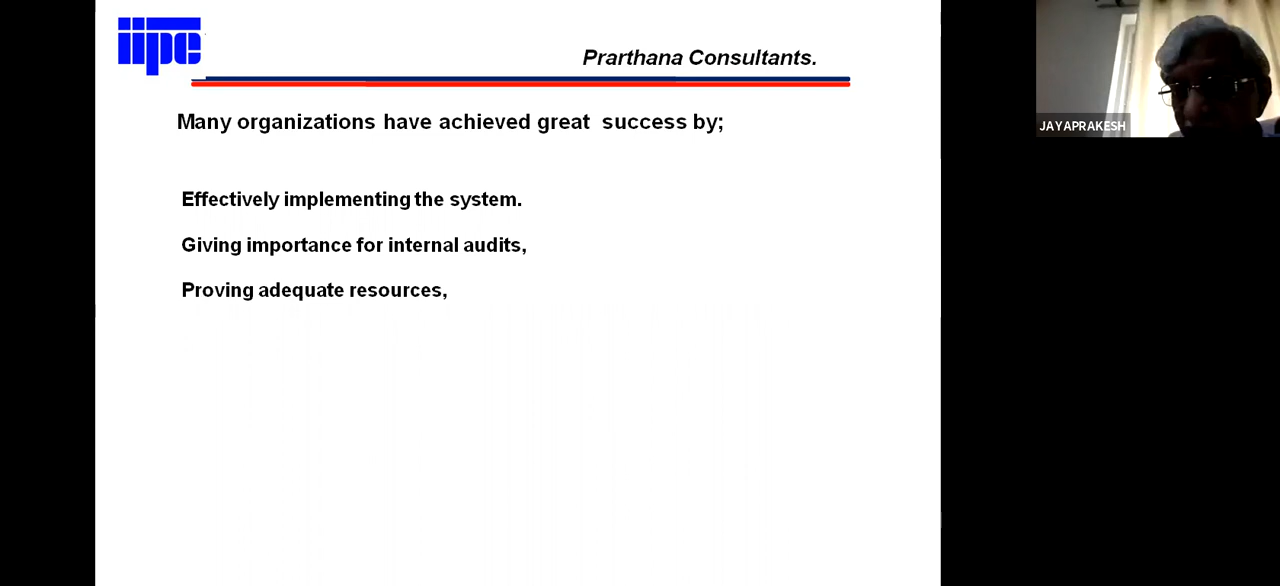 iipc
Prarthana Consultants.
JAYAPRAKESH
Many organizations have achieved great success by;
Effectively implementing the system.
Giving importance for internal audits,
Proving adequate resources,